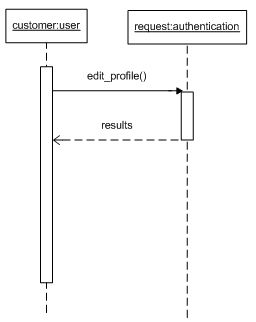 customer:user
request:authentication
edit_profile()
results